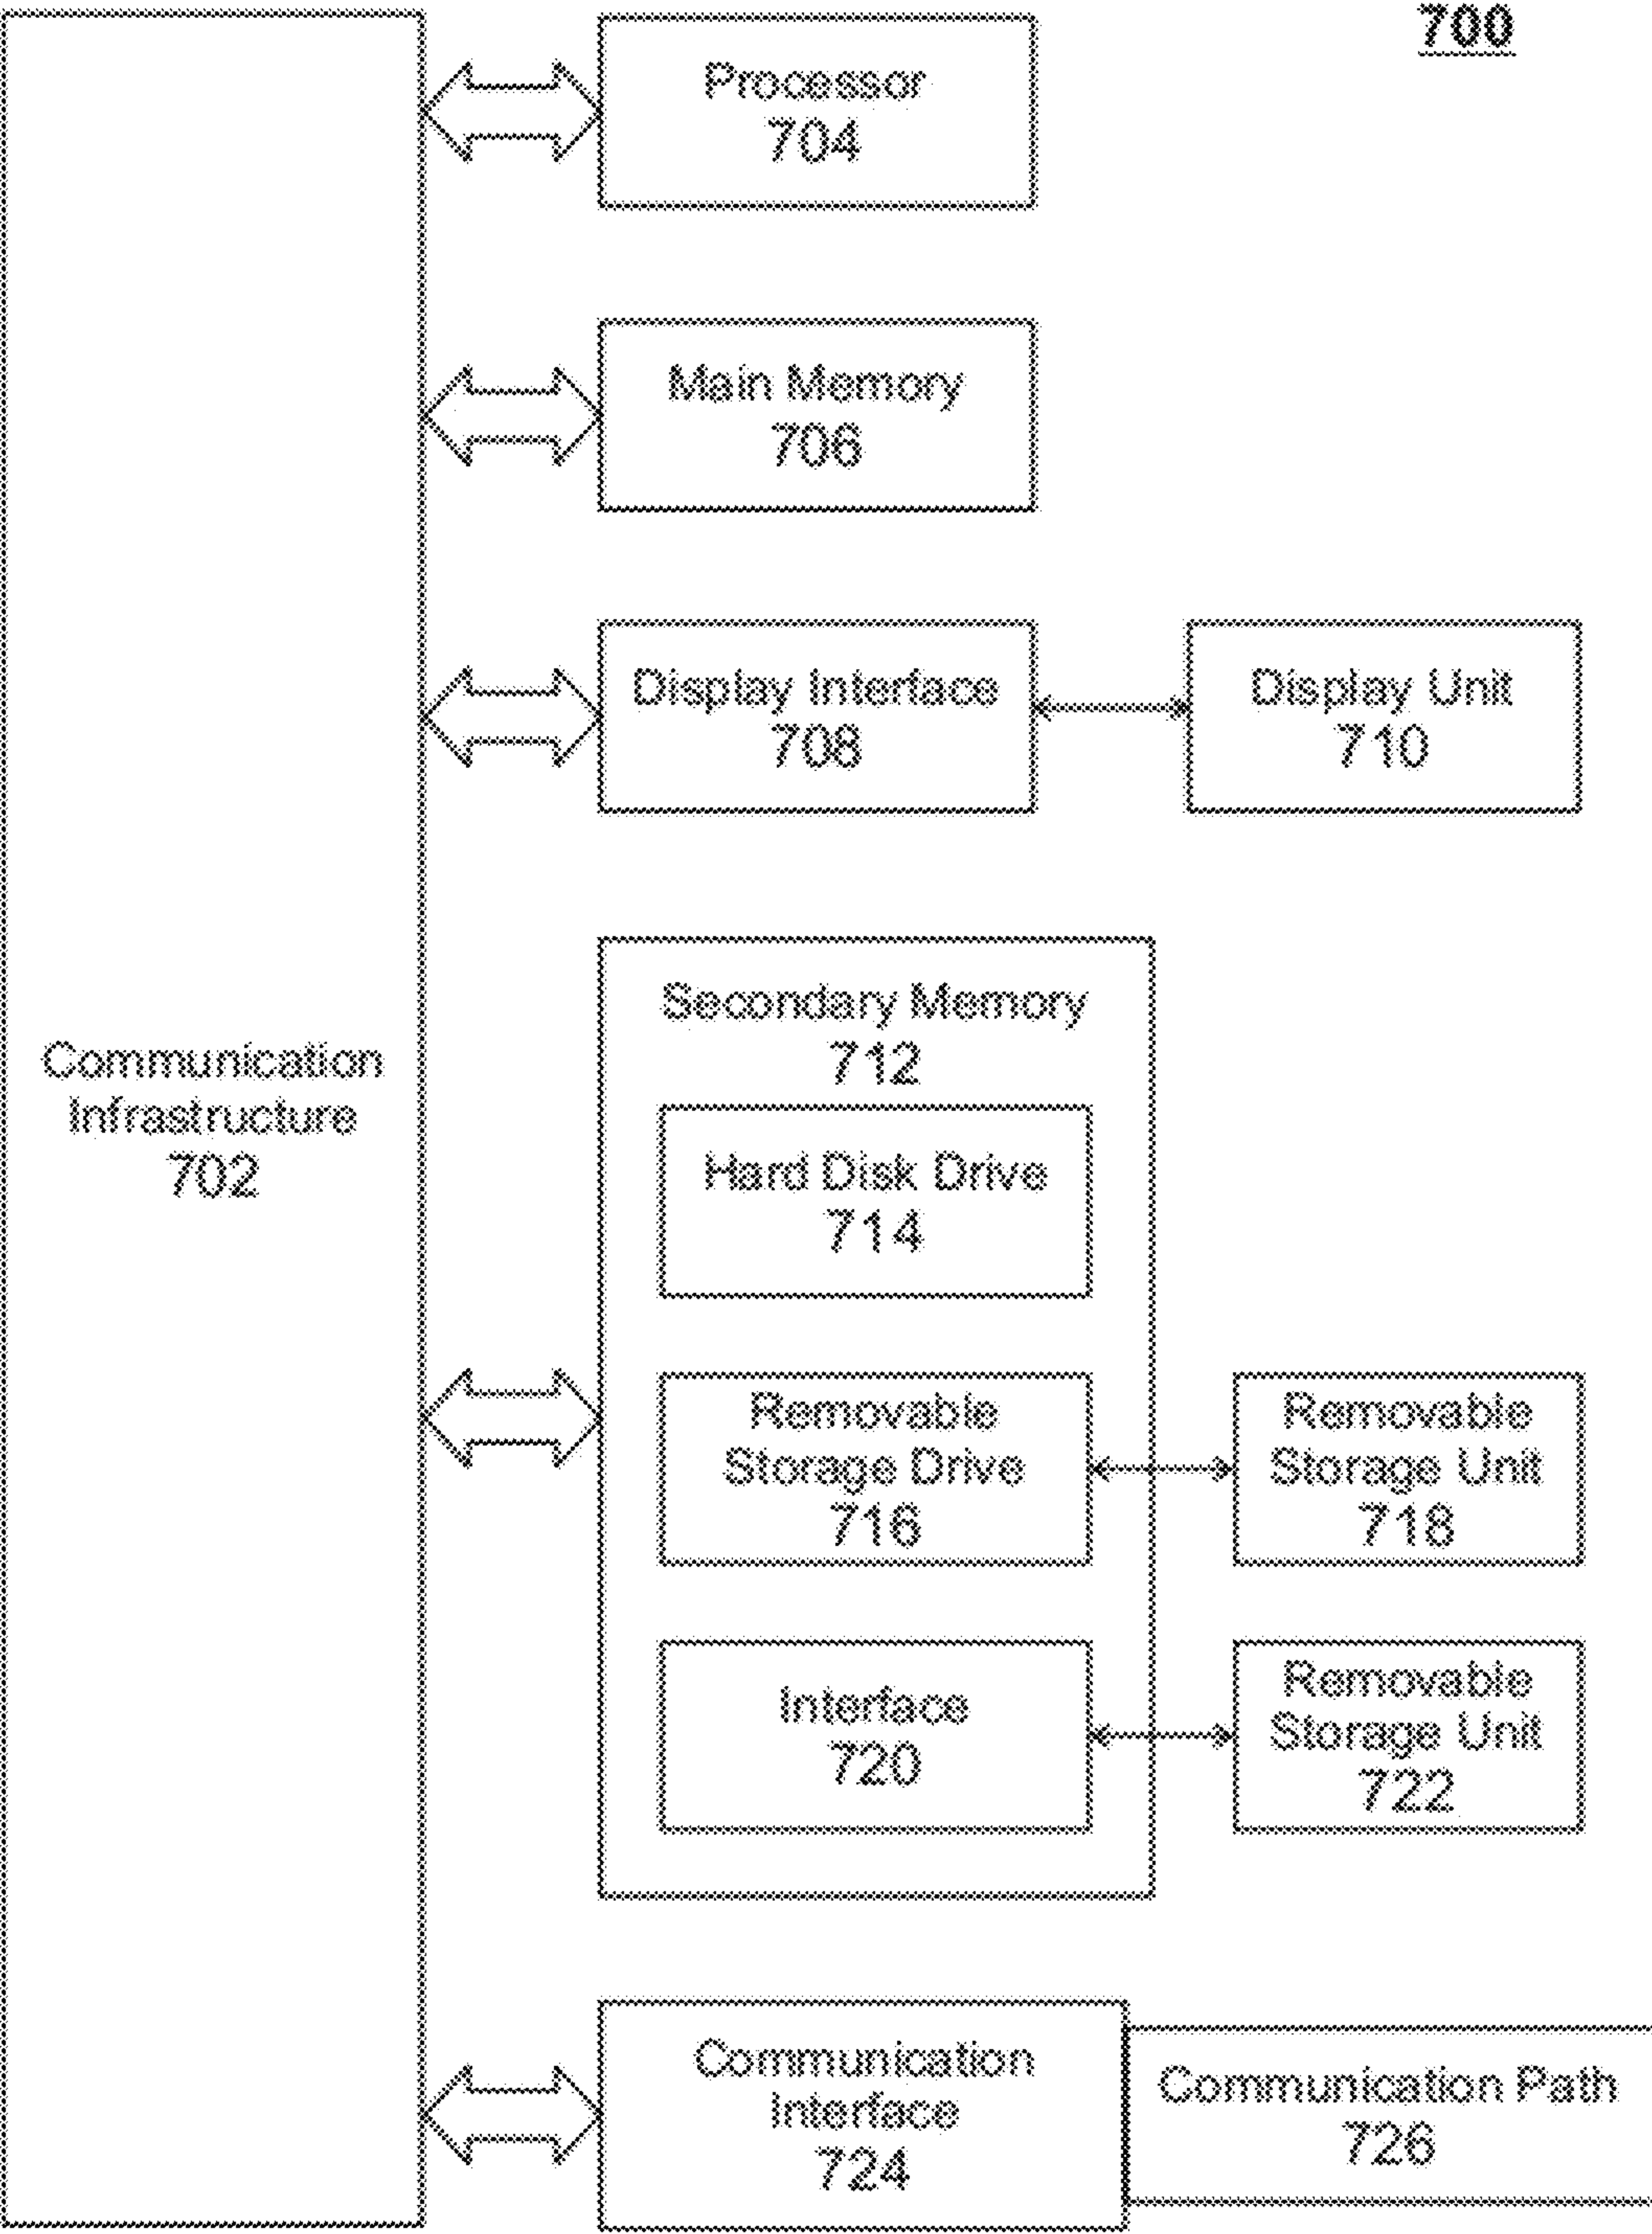 700
Processor
704
Main Memory
706
Display Interface
708
Display Unit
710
Secondary Memory
712
Communication
Infrastructure
702
Hard Disk Drive
714
Removable
Storage Drive
716
Removable
Storage Unit
718
Interface
720
Removable
Storage Unit
722
Communication
Interface
724
Communication Path
726